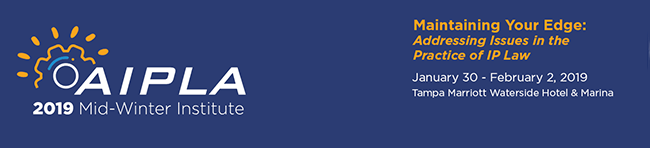 AIPLA
2019 Mid-Winter Institute
Maintaining Your Edge:
Addressing Issues in the
Practice of IP Law
January 30 - February 2, 2019
Tampa Marriott Waterside Hotel & Marina